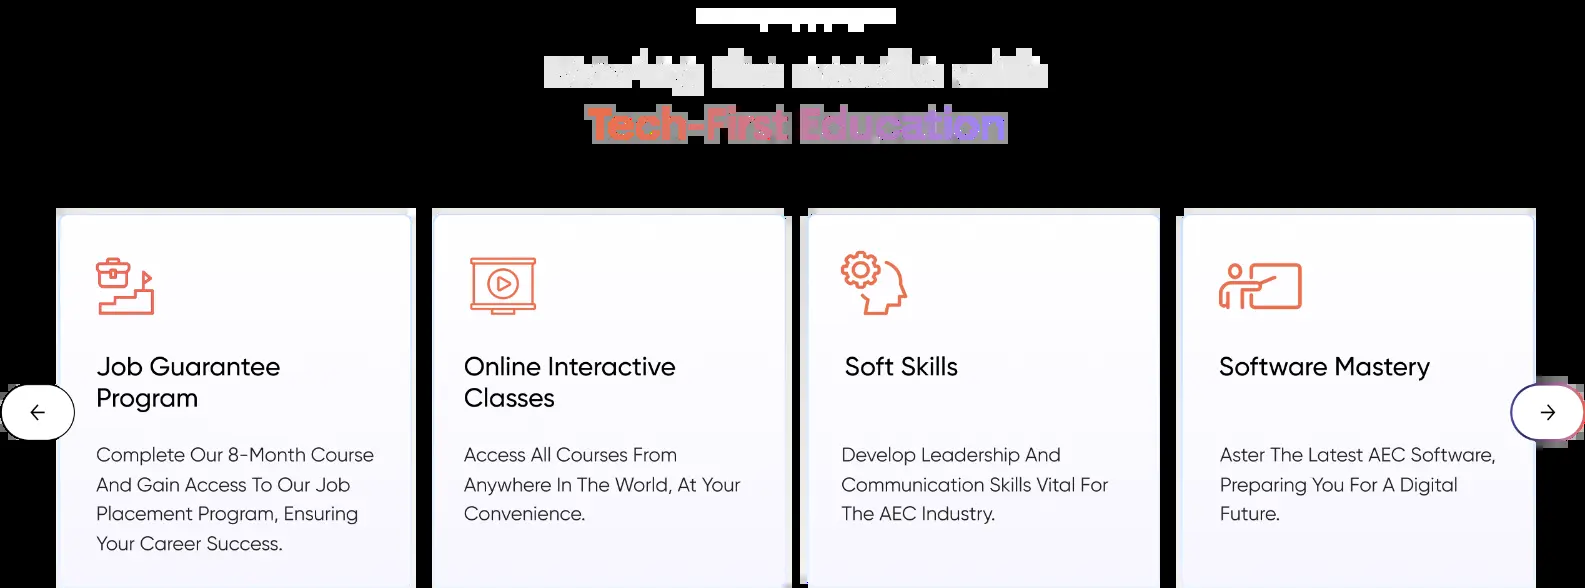 Tech-First Education
Job Guarantee
Program
Complete Our 8-Month Course
And Gain Access To Our Job
Placement Program, Ensuring
Your Career Success.
Online Interactive
Classes
Access All Courses From
Anywhere In The World, At Your
Convenience.
Soft Skills
Develop Leadership And
Communication Skills Vital For
The AEC Industry.
Software Mastery
Aster The Latest AEC Software,
Preparing You For A Digital
Future.